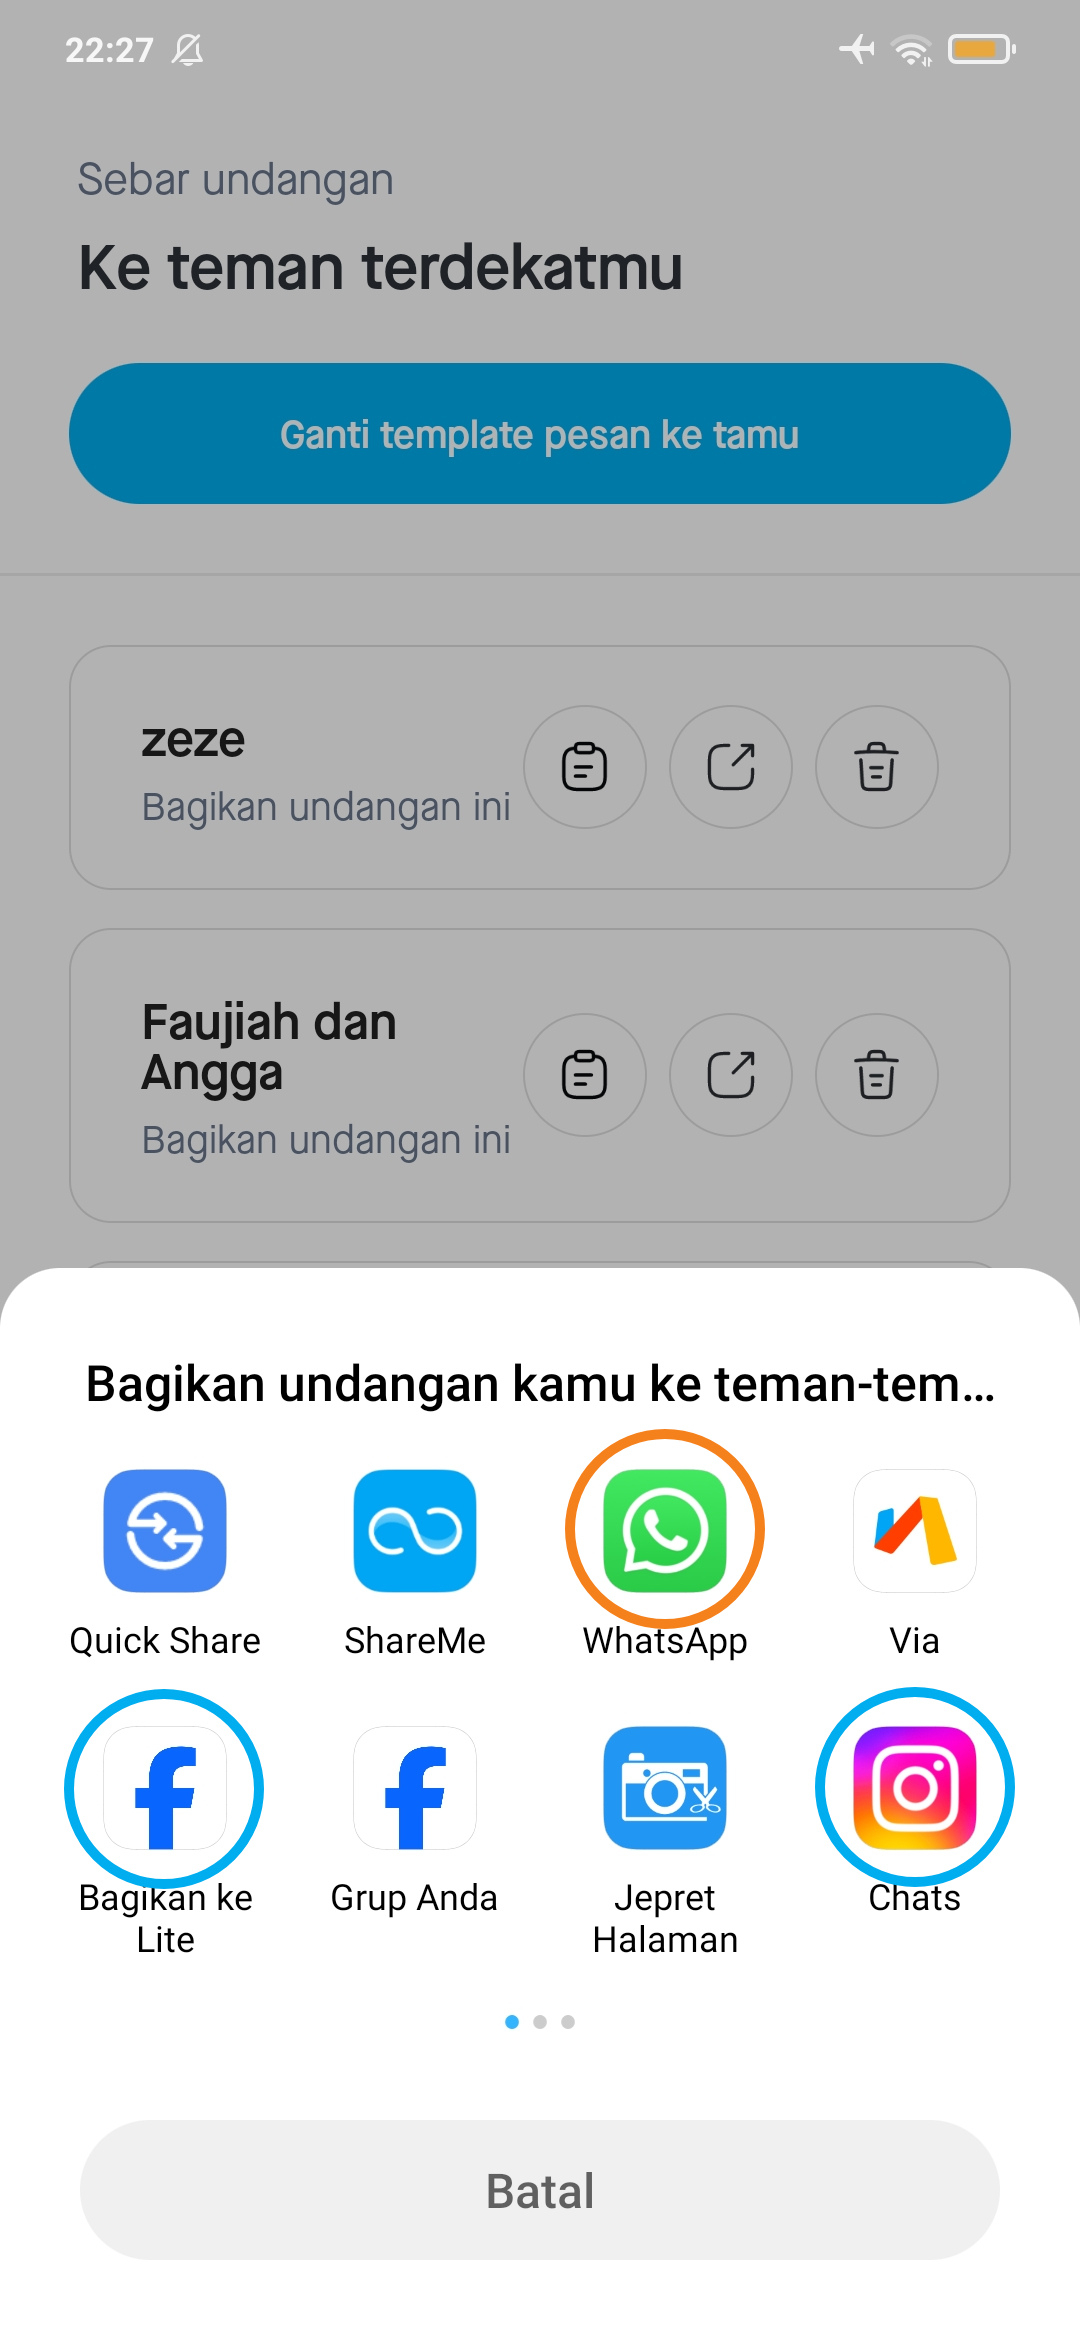 22:27
Sebar undangan
Ke teman terdekatmu
Ganti template pesan ke tamu
zeze
Bagikan undangan ini
Faujiah dan
Angga
Bagikan undangan ini
Bagikan undangan kamu ke teman-tem...
Quick Share
ShareMe
WhatsApp
Via
Bagikan ke
Lite
Grup Anda
Jepret
Halaman
Chats
Batal